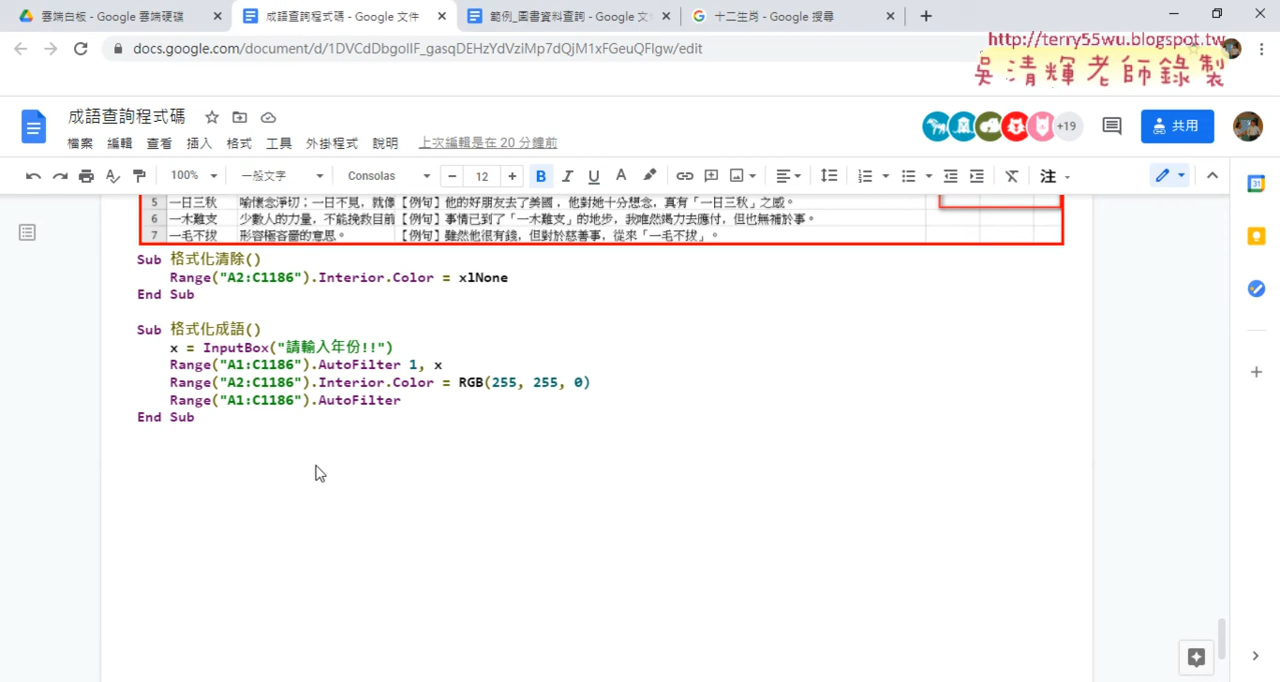 雲端白板 - Google 雲端硬碟
成語查詢程式碼 - Google 文件
範例_圖書資料查詢 - Google 文
十二生肖 - Google 搜尋
docs.google.com/document/d/1DVCdDbgolIF_gasqDEHzYdVziMp7dQjM1xFGeuQFlgw/edit
http://terry55wu.blogspot.tw
吳清輝老師錄製
成語查詢程式碼
檔案 編輯 查看 插入 格式 工具 外掛程式 說明 上次編輯是在 20 分鐘前
+19
共用
100% 一般文字 Consolas 12 B I U A 注
5 一日三秋 喻懷念淨切；一日不見，就像 【例句】他的好朋友去了美國，他對她十分想念，真有「一日三秋」之感。
6 一木難支 少數人的力量，不能挽救目前 【例句】事情已到了「一木難支」的地步，我唯然竭力去應付，但也無補於事。
7 一毛不拔 形容極吝嗇的意思。 【例句】雖然他很有錢，但對於慈善事，從來「一毛不拔」。
Sub 格式化清除()
Range("A2:C1186").Interior.Color = xlNone
End Sub
Sub 格式化成語()
x = InputBox("請輸入年份!!")
Range("A1:C1186").AutoFilter 1, x
Range("A2:C1186").Interior.Color = RGB(255, 255, 0)
Range("A1:C1186").AutoFilter
End Sub
31